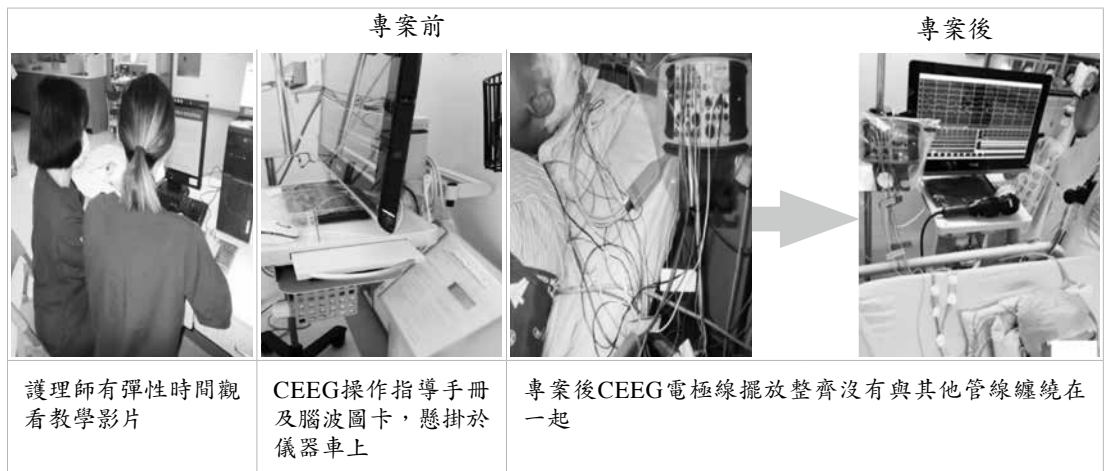 專案前
專案後
護理師有彈性時間觀
看教學影片
CEEG操作指導手冊
及腦波圖卡，懸掛於
儀器車上
專案後CEEG電極線擺放整齊沒有與其他管線纏繞在
一起